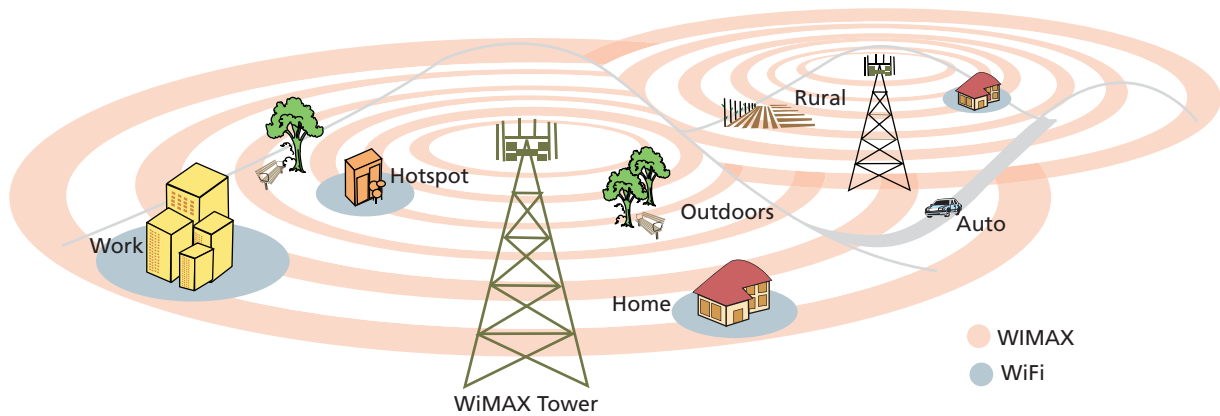 Rural
Hotspot
Outdoors
Auto
Work
Home
WIMAX
WiFi
WiMAX Tower